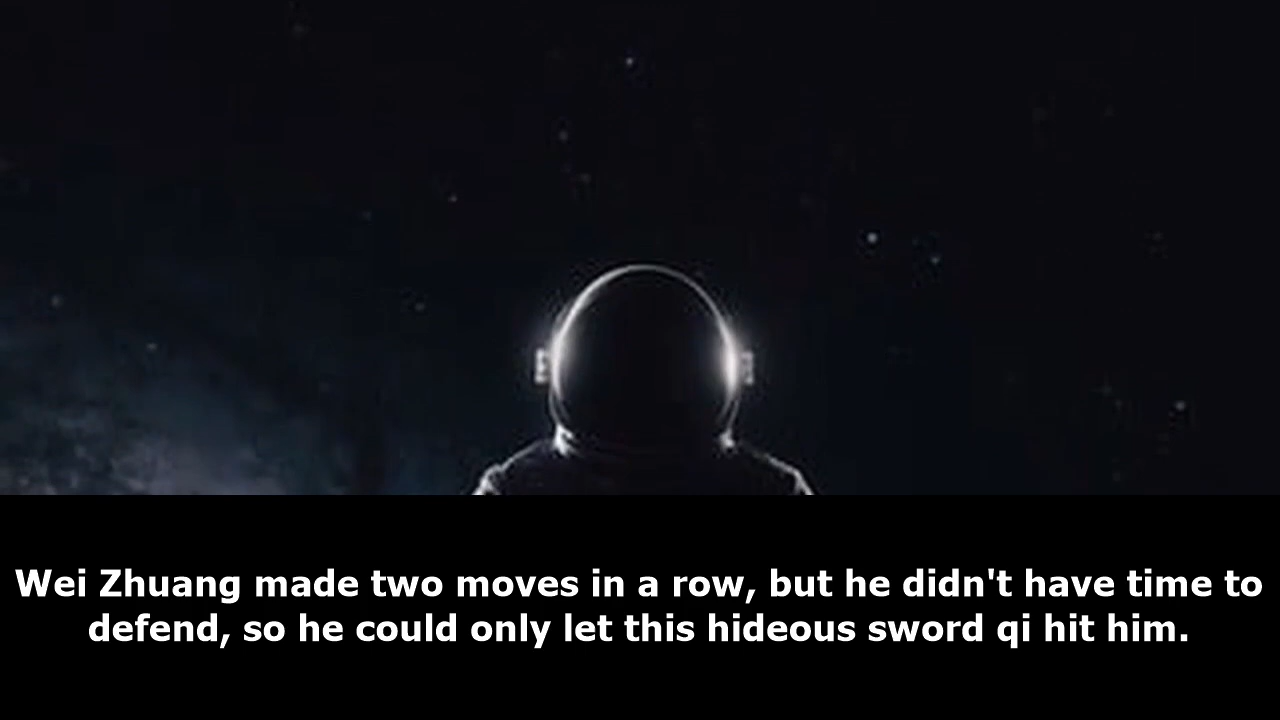 Wei Zhuang made two moves in a row, but he didn't have time to
defend, so he could only let this hideous sword qi hit him.